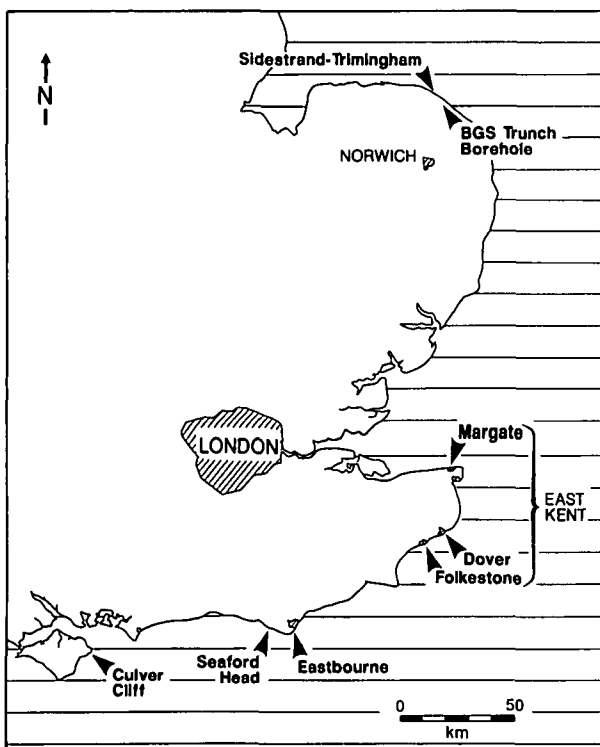 Sidestrand-Trimingham
N
BGS Trunch
Borehole
NORWICH
LONDON
Margate
EAST
KENT
Dover
Folkestone
Seaford
Head
Eastbourne
Culver
Cliff
0 50
km